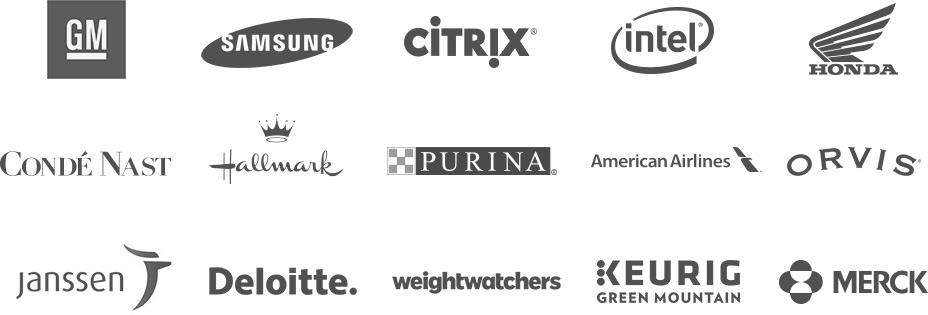 GM
SAMSUNG
CiTRIX®
intel®
HONDA
CONDÉ NAST
Hallmark
PURINA®
American Airlines
ORVIS®
janssen
Deloitte.
weightwatchers
KEURIG
GREEN MOUNTAIN
MERCK